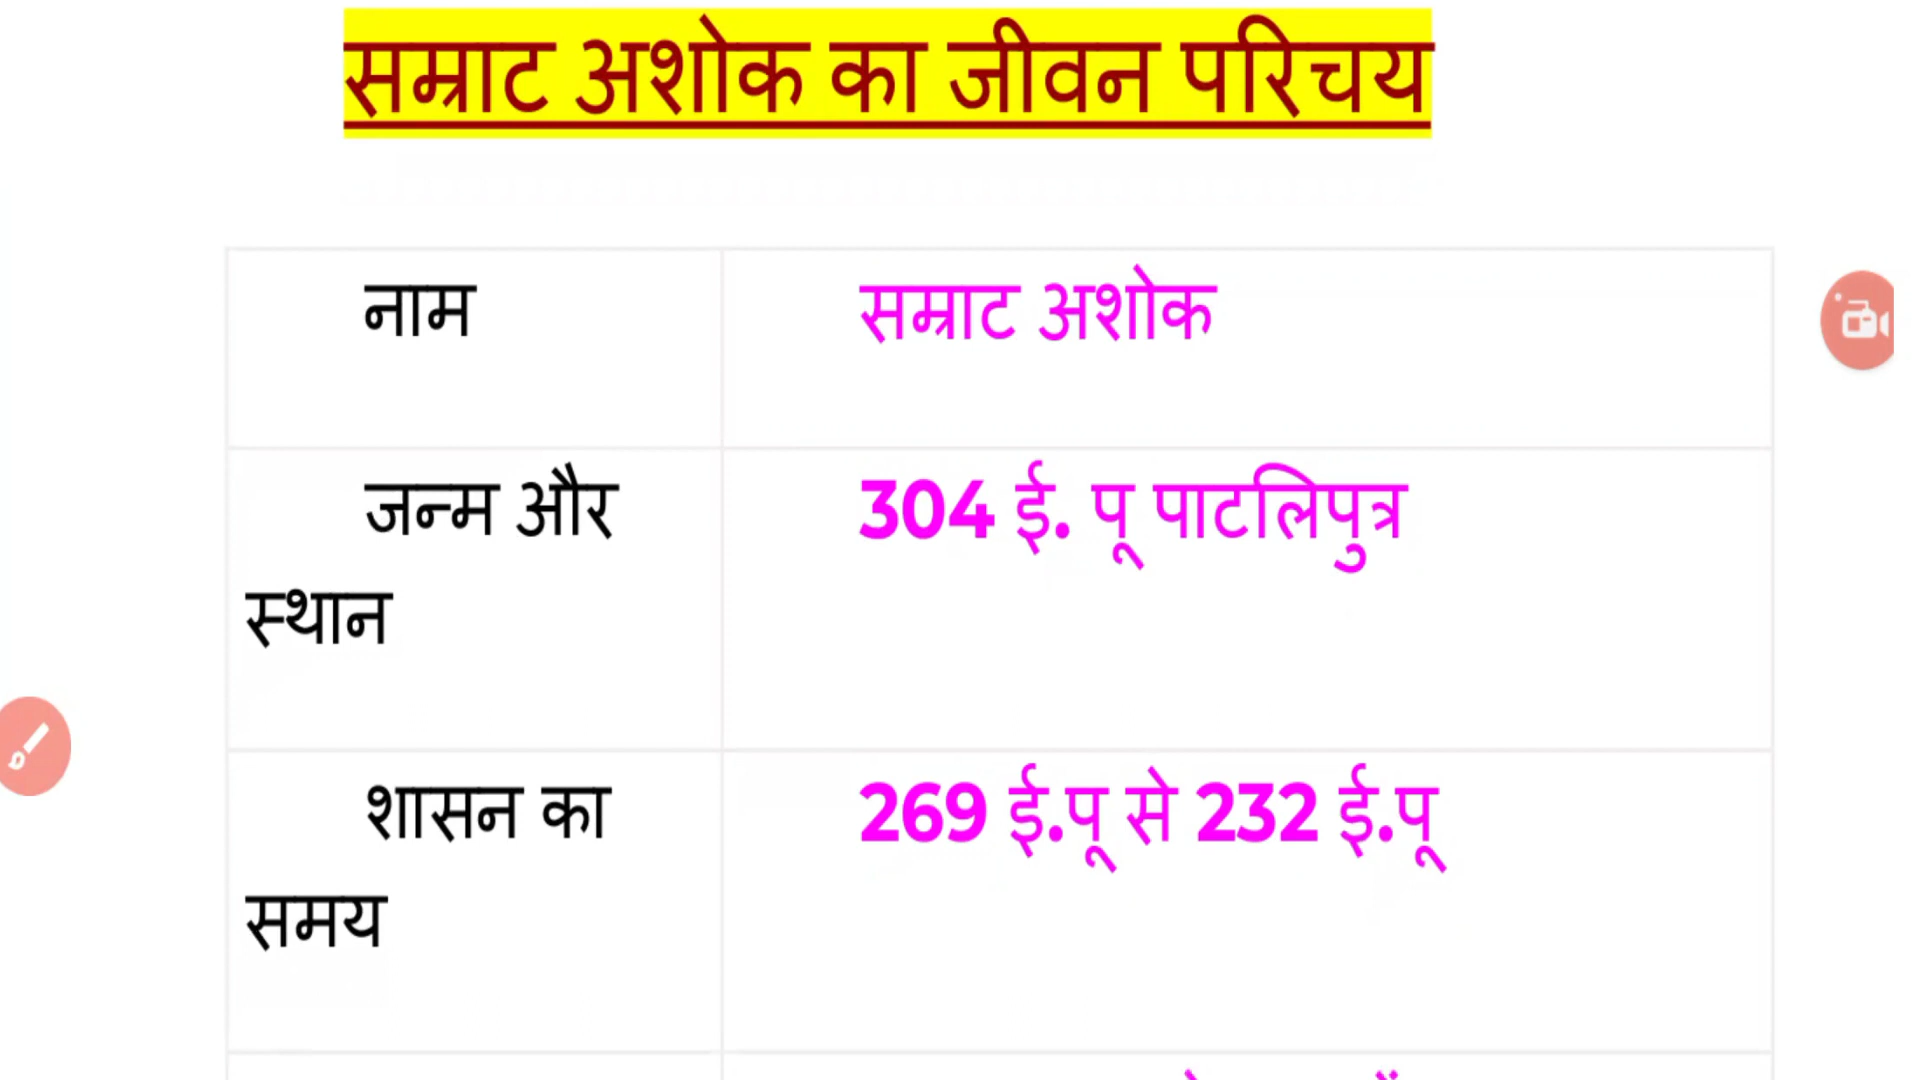 सम्राट अशोक का जीवन परिचय
नाम
सम्राट अशोक
जन्म और
स्थान
304 ई. पू पाटलिपुत्र
शासन का
समय
269 ई.पू से 232 ई.पू